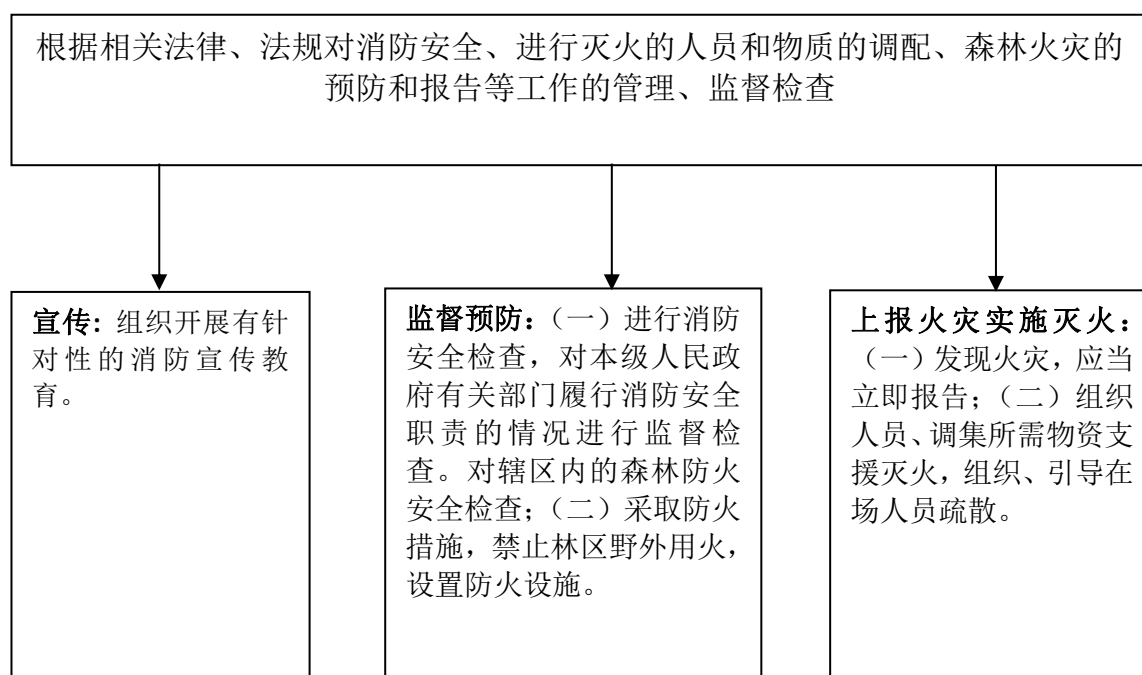 根据相关法律、法规对消防安全、进行灭火的人员和物质的调配、森林火灾的
预防和报告等工作的管理、监督检查
宣传：组织开展有针
对性的消防宣传教
育。
监督预防：（一）进行消防
安全检查，对本级人民政
府有关部门履行消防安全
职责的情况进行监督检
查。对辖区内的森林防火
安全检查；（二）采取防火
措施，禁止林区野外用火，
设置防火设施。
上报火灾实施灭火：
（一）发现火灾，应当
立即报告；（二）组织
人员、调集所需物资支
援灭火，组织、引导在
场人员疏散。